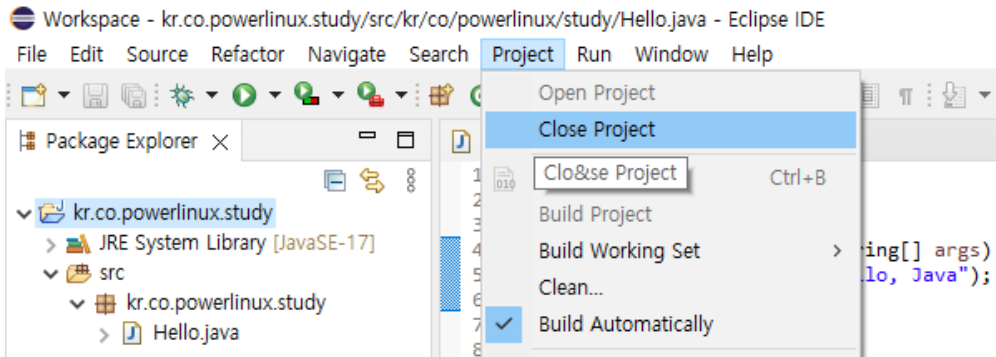 Workspace - kr.co.powerlinux.study/src/kr/co/powerlinux/study/Hello.java - Eclipse IDE
File Edit Source Refactor Navigate Search Project Run Window Help
Open Project
Package Explorer
Close Project
Clo&se Project
Ctrl+B
kr.co.powerlinux.study
Build Project
JRE System Library [JavaSE-17]
Build Working Set
ing[] args)
src
Clean...
lo, Java");
kr.co.powerlinux.study
Build Automatically
Hello.java
1
2
3
4
5
6
7
8